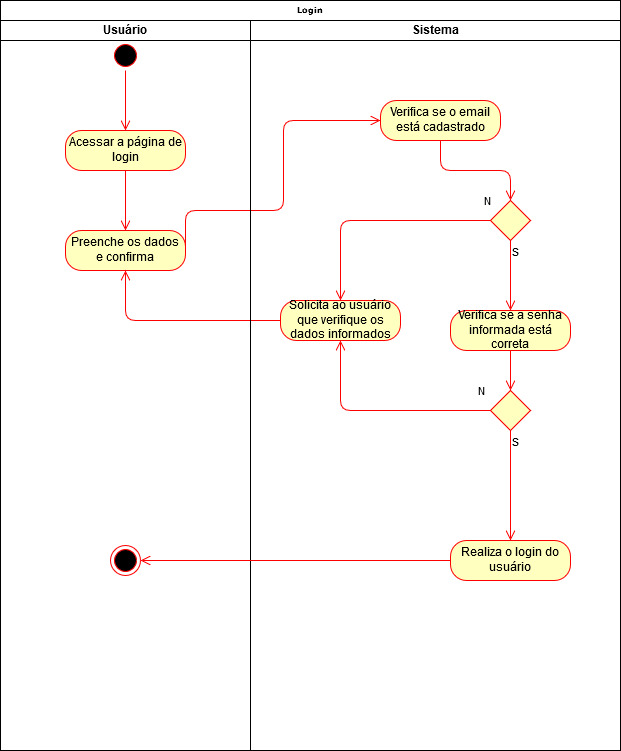 Login
Usuário
Sistema
Verifica se o email
está cadastrado
Acessar a página de
login
N
Preenche os dados
e confirma
S
Solicita ao usuário
que verifique os
dados informados
Verifica se a senha
informada está
correta
N
S
Realiza o login do
usuário